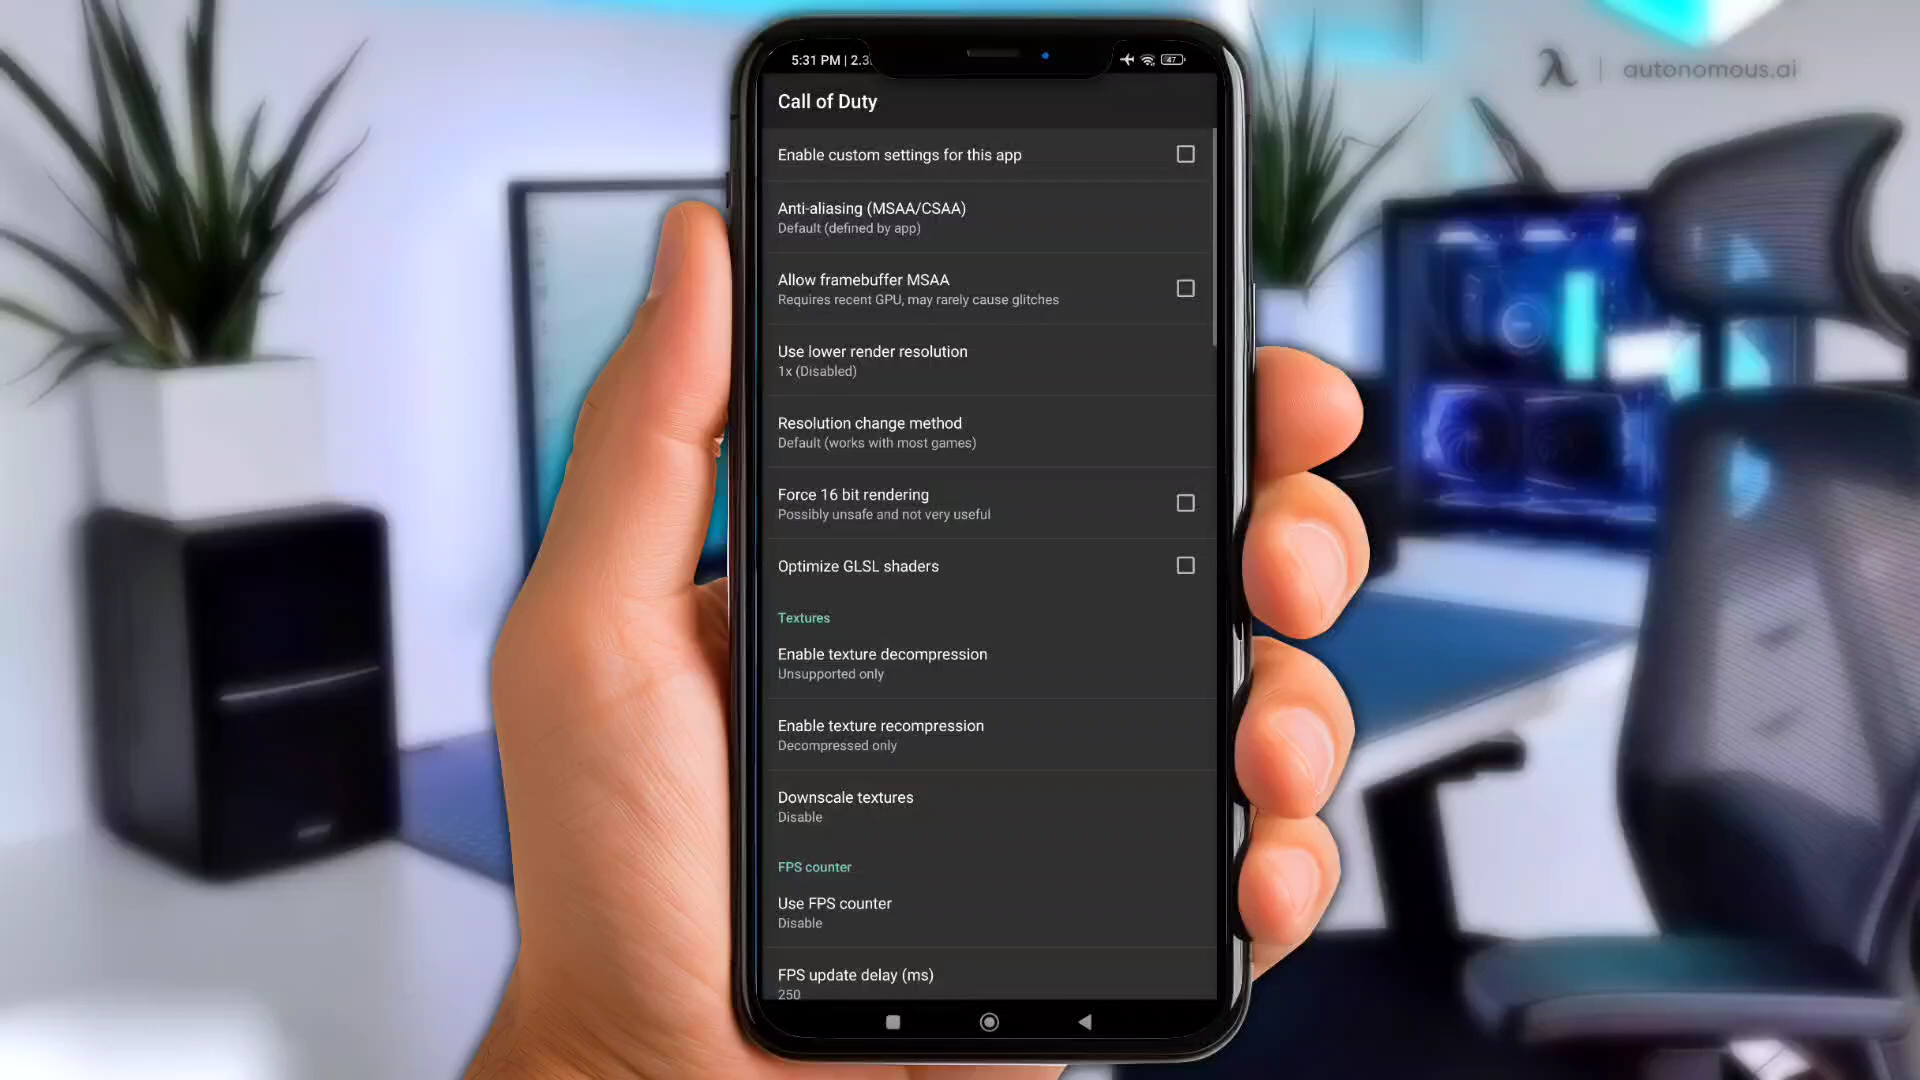 autonomous.ai
5:31 PM | 2.3
47
Call of Duty
Enable custom settings for this app
Anti-aliasing (MSAA/CSAA)
Default (defined by app)
Allow framebuffer MSAA
Requires recent GPU, may rarely cause glitches
Use lower render resolution
1x (Disabled)
Resolution change method
Default (works with most games)
Force 16 bit rendering
Possibly unsafe and not very useful
Optimize GLSL shaders
Textures
Enable texture decompression
Unsupported only
Enable texture recompression
Decompressed only
Downscale textures
Disable
FPS counter
Use FPS counter
Disable
FPS update delay (ms)
250